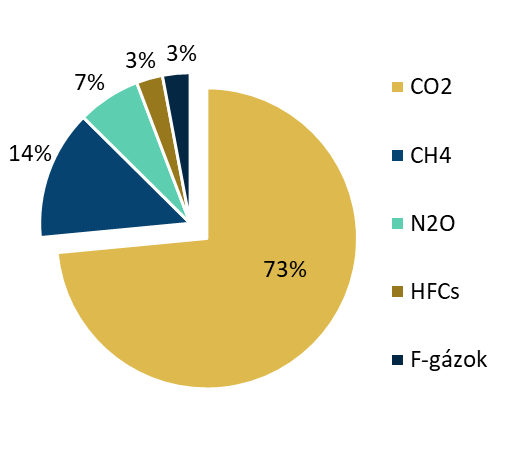 3%
3%
7%
14%
73%
CO2
CH4
N2O
HFCs
F-gázok